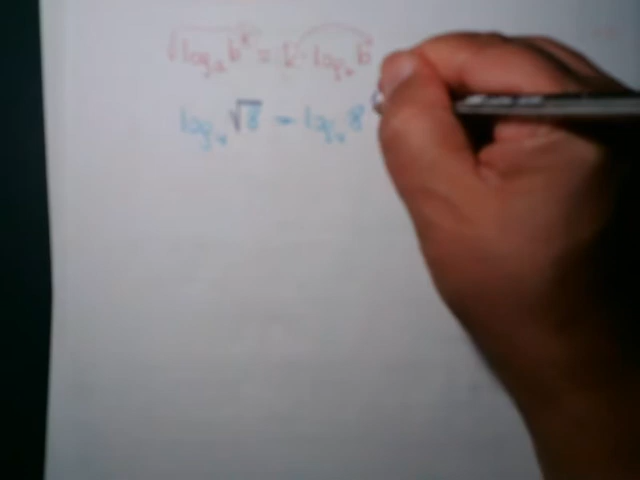 log_a b^k = k · log_a b
log_4 √8 = log_4 8